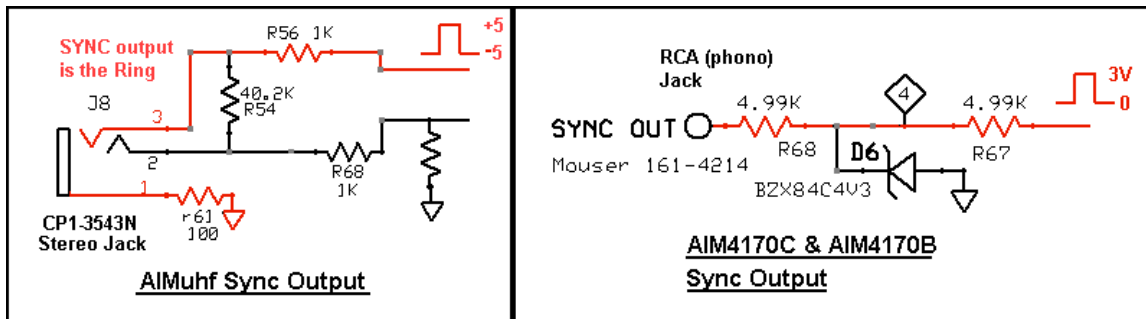 SYNC output
is the Ring
R56 1K
+5
-5
J8
40.2K
R54
3
2
R68
1K
1
r61
100
CP1-3543N
Stereo Jack
AIMuhf Sync Output
RCA (phono)
Jack
3V
0
4.99K
4
4.99K
SYNC OUT
R68
R67
D6
Mouser 161-4214
BZX84C4V3
AIM4170C & AIM4170B
Sync Output